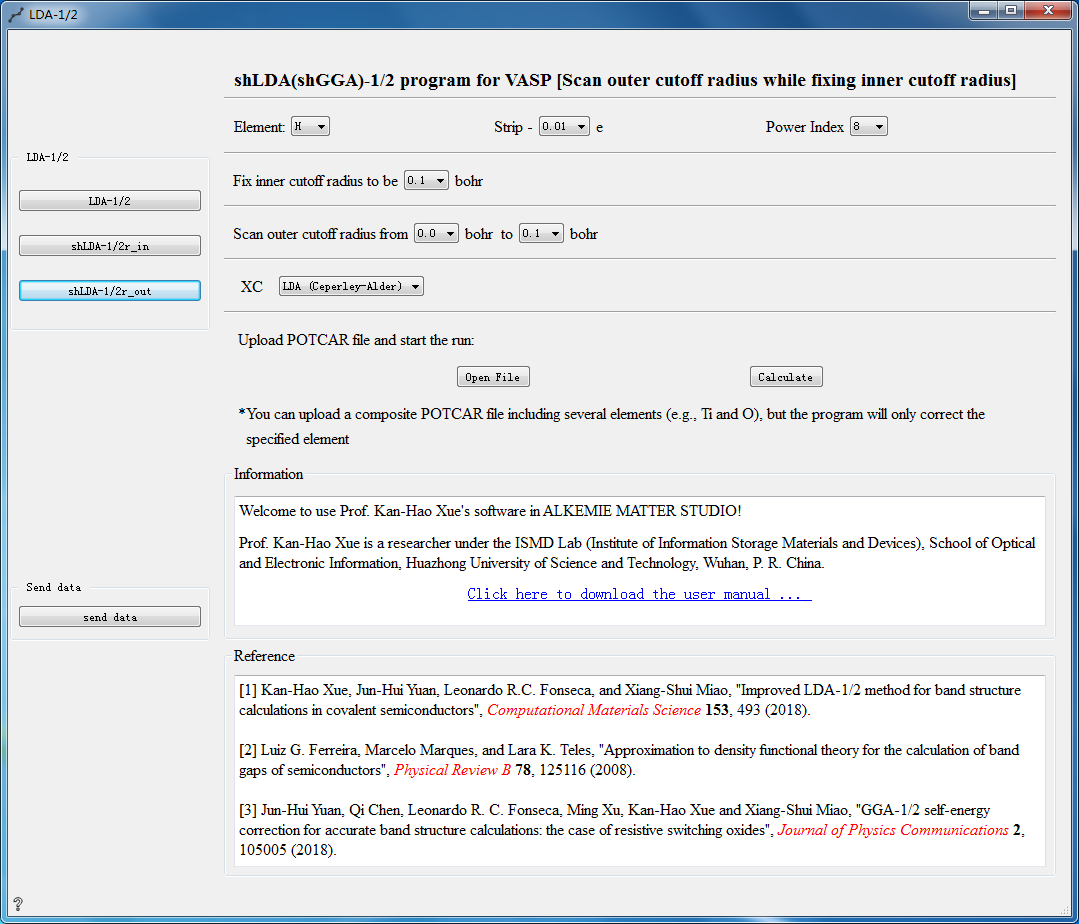 LDA-1/2
shLDA(shGGA)-1/2 program for VASP [Scan outer cutoff radius while fixing inner cutoff radius]
Element: H Strip - 0.01 e Power Index 8
LDA-1/2
LDA-1/2
shLDA-1/2r_in
shLDA-1/2r_out
Fix inner cutoff radius to be 0.1 bohr
Scan outer cutoff radius from 0.0 bohr to 0.1 bohr
XC LDA (Ceperley-Alder)
Upload POTCAR file and start the run:
Open File Calculate
*You can upload a composite POTCAR file including several elements (e.g., Ti and O), but the program will only correct the
specified element
Information
Welcome to use Prof. Kan-Hao Xue's software in ALKEMIE MATTER STUDIO!
Prof. Kan-Hao Xue is a researcher under the ISMD Lab (Institute of Information Storage Materials and Devices), School of Optical
and Electronic Information, Huazhong University of Science and Technology, Wuhan, P. R. China.
Click here to download the user manual ...
Send data
send data
Reference
[1] Kan-Hao Xue, Jun-Hui Yuan, Leonardo R.C. Fonseca, and Xiang-Shui Miao, "Improved LDA-1/2 method for band structure
calculations in covalent semiconductors", Computational Materials Science 153, 493 (2018).
[2] Luiz G. Ferreira, Marcelo Marques, and Lara K. Teles, "Approximation to density functional theory for the calculation of band
gaps of semiconductors", Physical Review B 78, 125116 (2008).
[3] Jun-Hui Yuan, Qi Chen, Leonardo R. C. Fonseca, Ming Xu, Kan-Hao Xue and Xiang-Shui Miao, "GGA-1/2 self-energy
correction for accurate band structure calculations: the case of resistive switching oxides", Journal of Physics Communications 2,
105005 (2018).
?